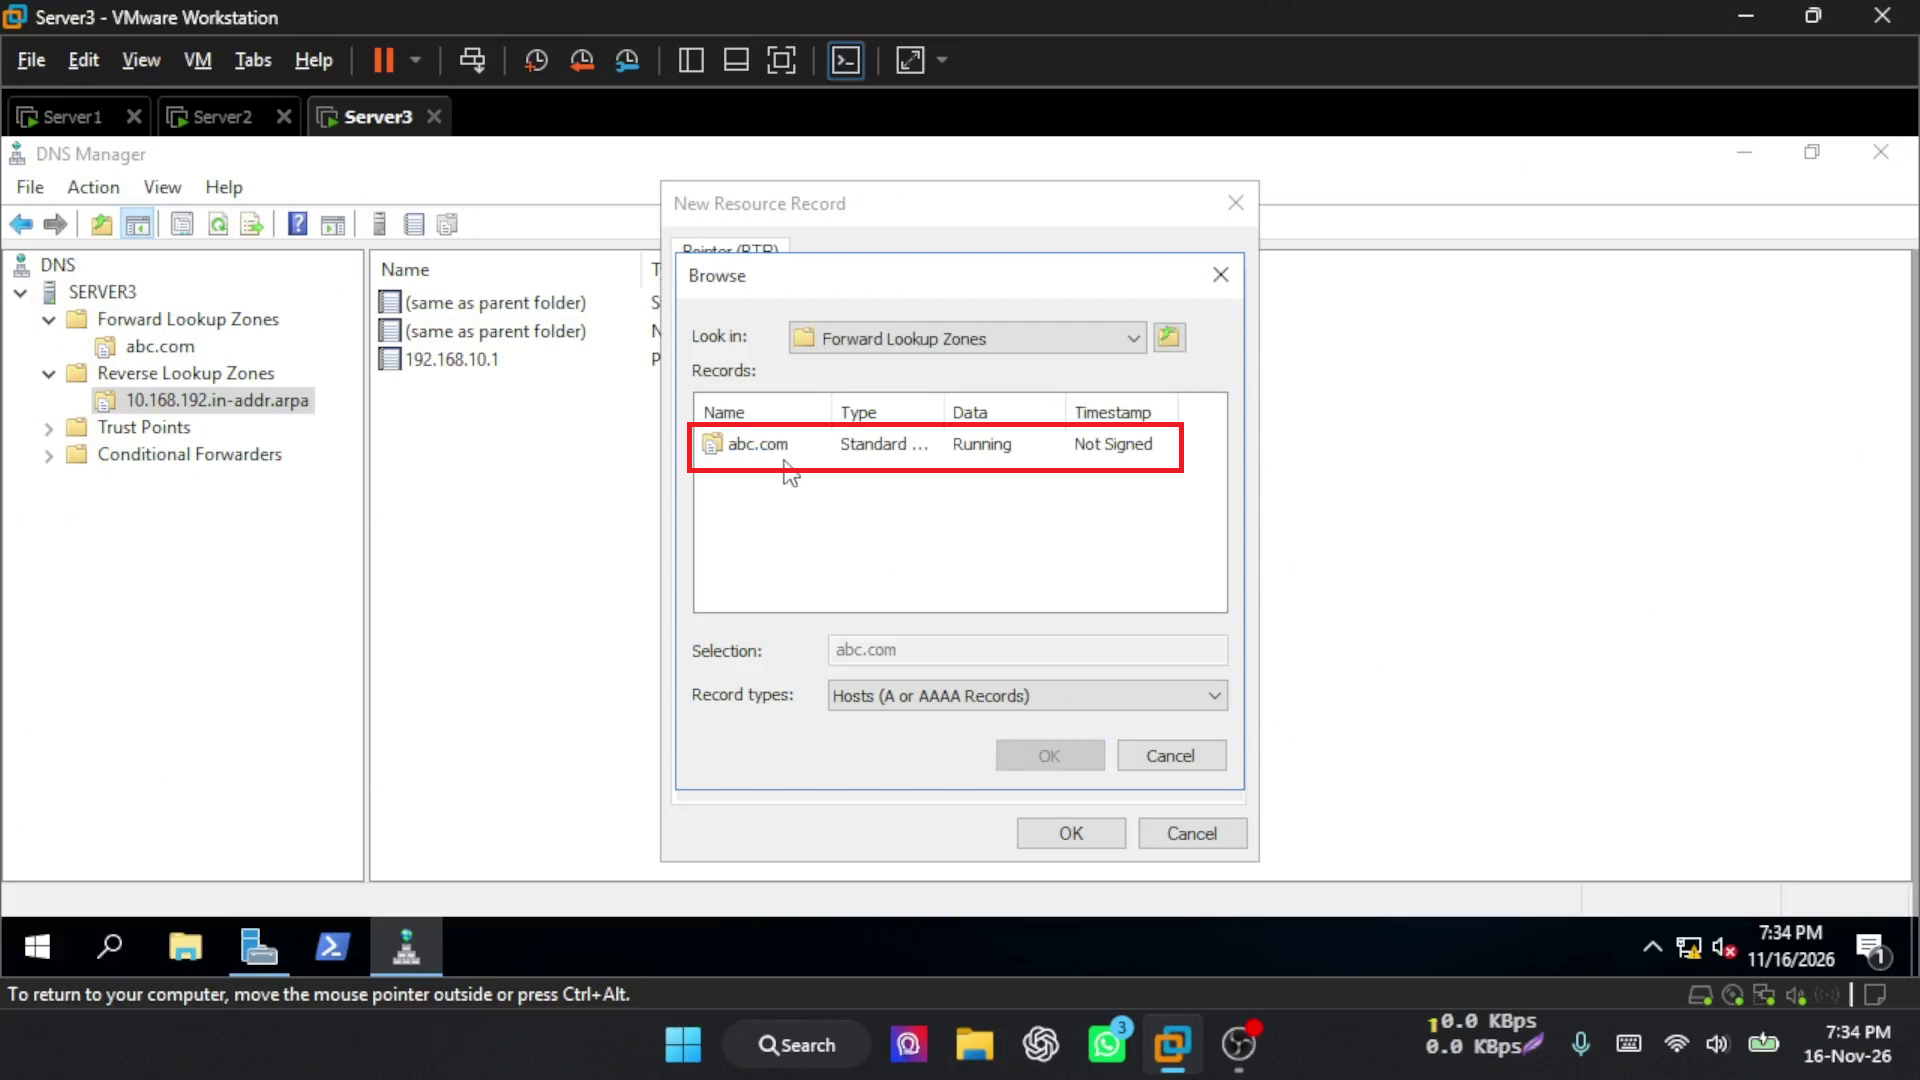 Server3 - VMware Workstation
File Edit View VM Tabs Help
Server1 Server2 Server3
DNS Manager
File Action View Help
DNS
SERVER3
Forward Lookup Zones
abc.com
Reverse Lookup Zones
10.168.192.in-addr.arpa
Trust Points
Conditional Forwarders
Name
(same as parent folder)
(same as parent folder)
192.168.10.1
New Resource Record
Pointer (PTR)
Browse
Look in: Forward Lookup Zones
Records:
Name Type Data Timestamp
abc.com Standard ... Running Not Signed
Selection: abc.com
Record types: Hosts (A or AAAA Records)
OK Cancel
OK Cancel
7:34 PM
11/16/2026
1
To return to your computer, move the mouse pointer outside or press Ctrl+Alt.
Search
3
0.0 KBps
0.0 KBps
7:34 PM
16-Nov-26